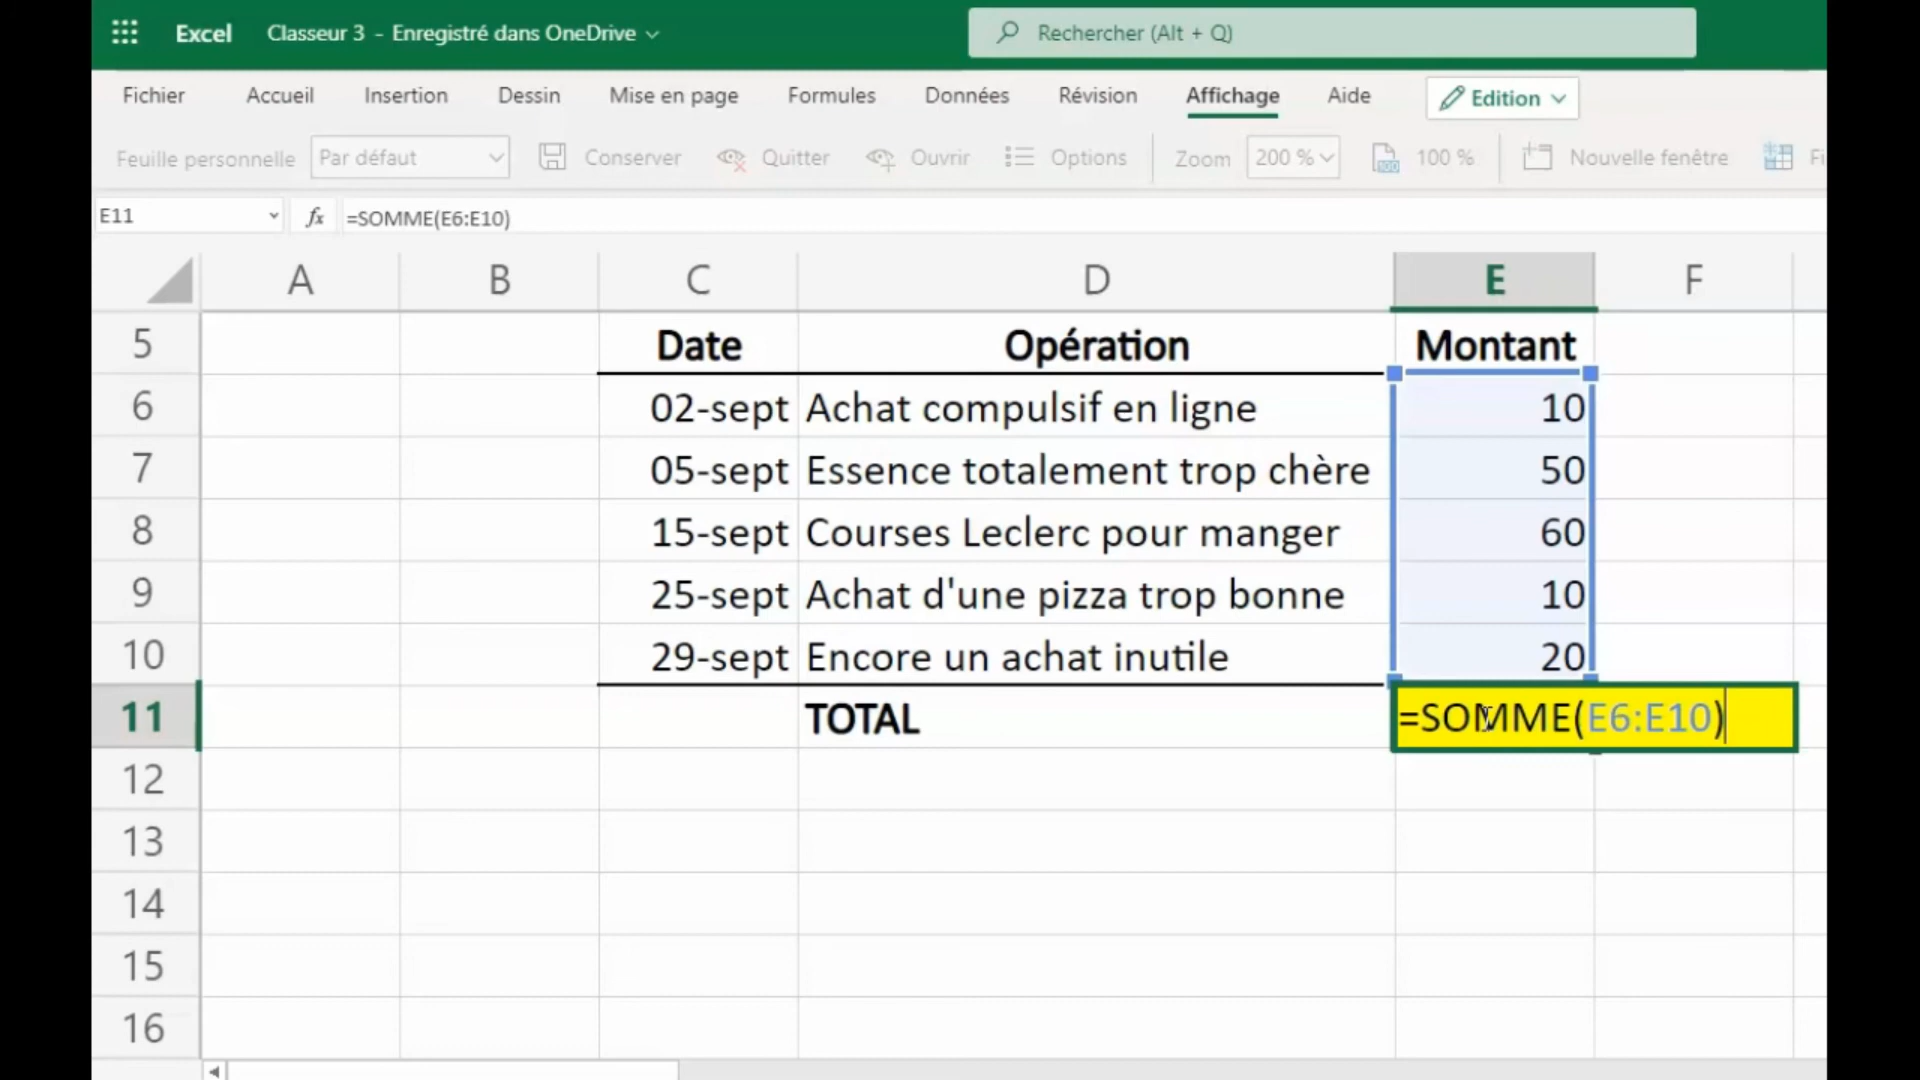 Excel Classeur 3 - Enregistré dans OneDrive Rechercher (Alt + Q)
Fichier Accueil Insertion Dessin Mise en page Formules Données Révision Affichage Aide Edition
Feuille personnelle Par défaut Conserver Quitter Ouvrir Options Zoom 200 % 100 % Nouvelle fenêtre
E11 fx =SOMME(E6:E10)
A B C D E F
5 Date Opération Montant
6 02-sept Achat compulsif en ligne 10
7 05-sept Essence totalement trop chère 50
8 15-sept Courses Leclerc pour manger 60
9 25-sept Achat d'une pizza trop bonne 10
10 29-sept Encore un achat inutile 20
11 TOTAL =SOMME(E6:E10)
12
13
14
15
16